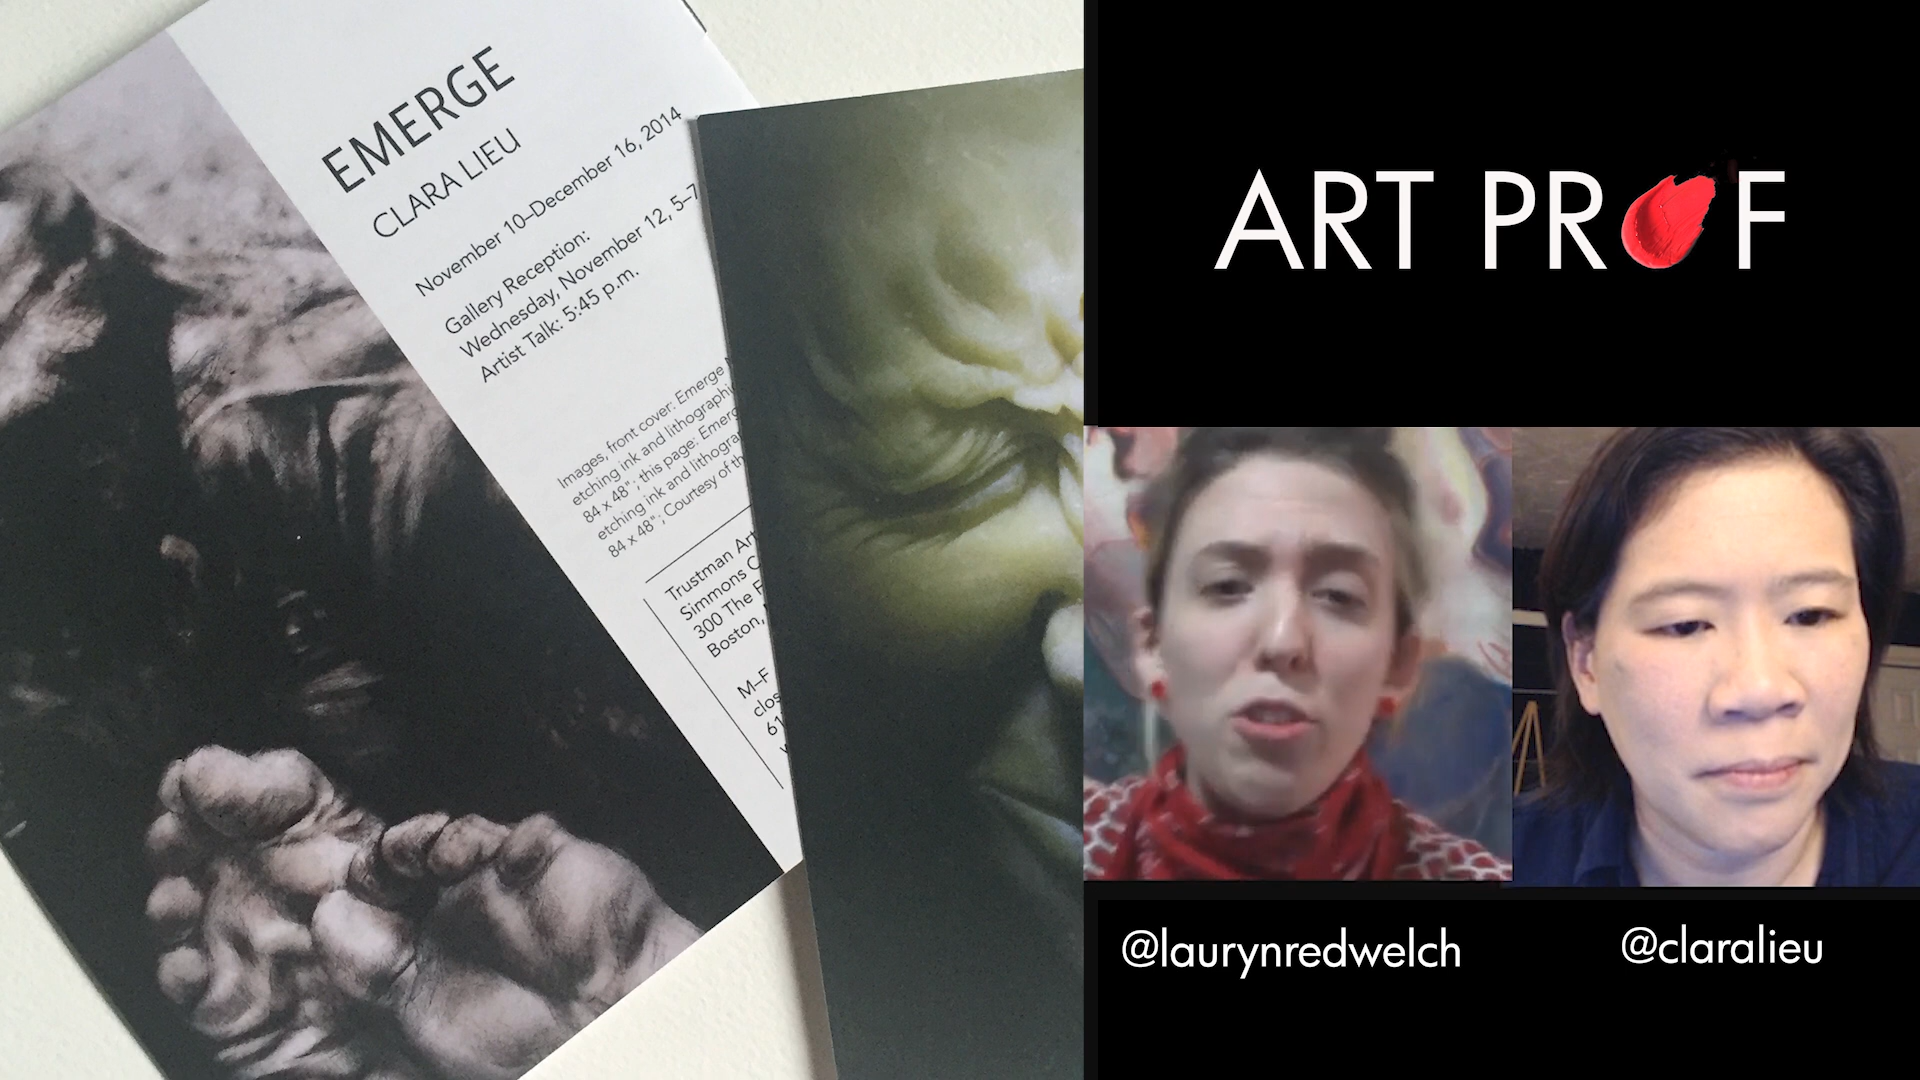 EMERGE
CLARA LIEU
November 10–December 16, 2014
Gallery Reception:
Wednesday, November 12, 5–7
Artist Talk: 5:45 p.m.
Images, front cover: Emerge
etching ink and lithographi
84 x 48"; this page: Emerg
etching ink and lithogra
84 x 48"; Courtesy of th
Trustman Art
Simmons C
300 The F
Boston,
M–F
clos
61
ART PROF
@laurynredwelch
@claralieu